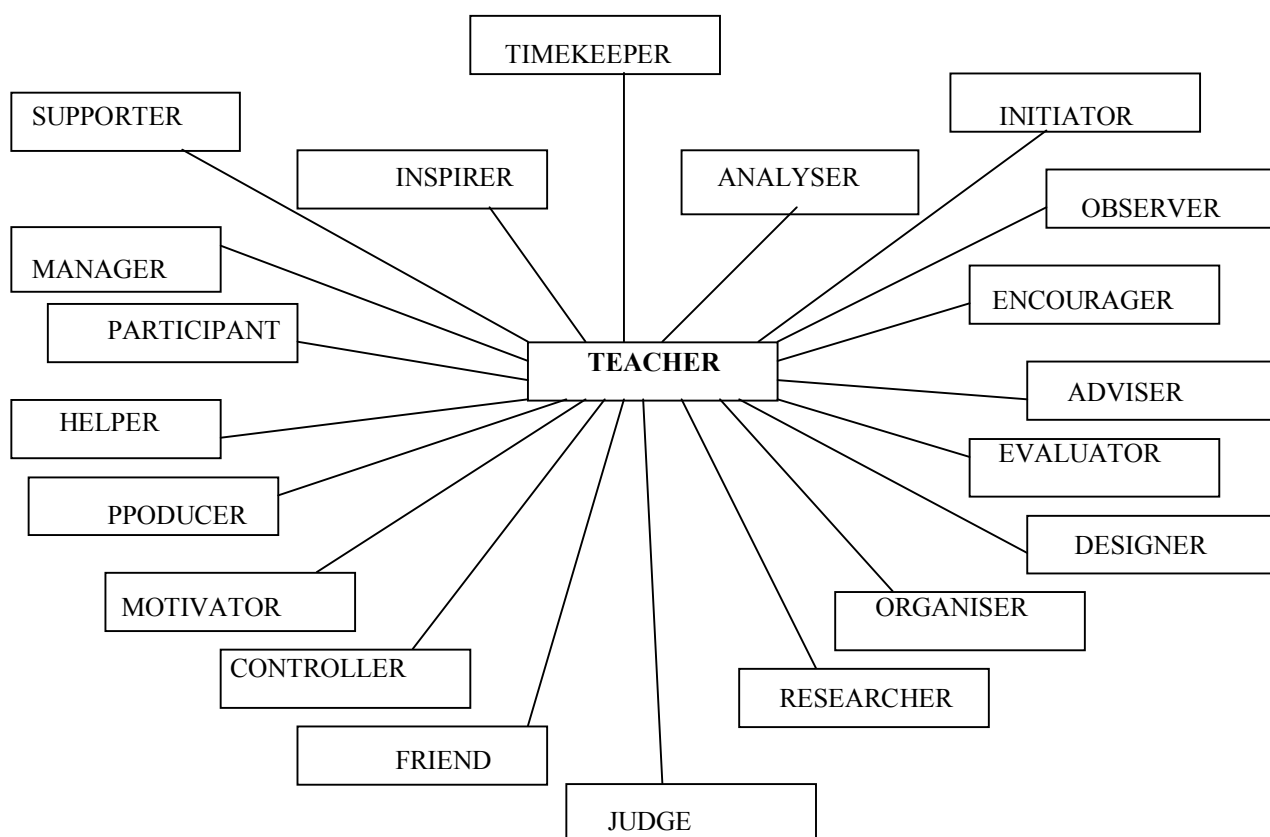 TIMEKEEPER
SUPPORTER
INITIATOR
INSPIRER
ANALYSER
OBSERVER
MANAGER
ENCOURAGER
PARTICIPANT
TEACHER
ADVISER
HELPER
EVALUATOR
PPODUCER
DESIGNER
MOTIVATOR
ORGANISER
CONTROLLER
RESEARCHER
FRIEND
JUDGE